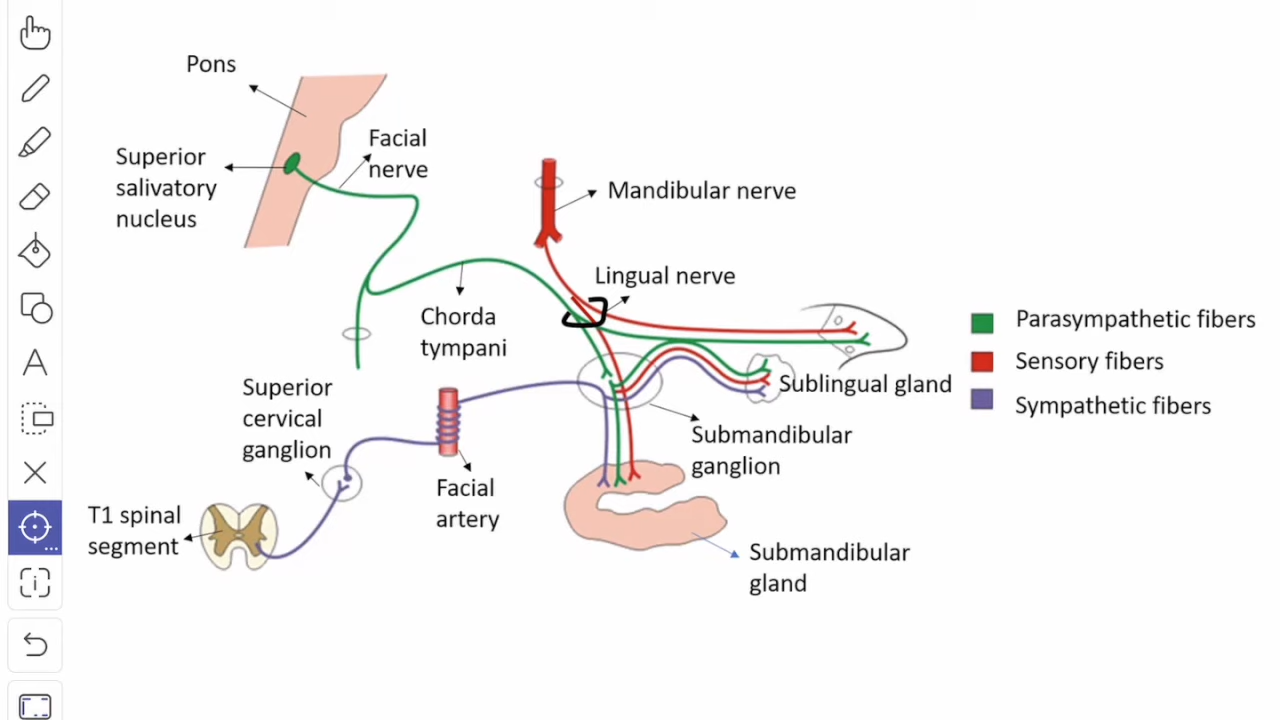 Pons
Facial
nerve
Superior
salivatory
nucleus
Mandibular nerve
Lingual nerve
Chorda
tympani
Parasympathetic fibers
Sensory fibers
Sympathetic fibers
Sublingual gland
Superior
cervical
ganglion
Submandibular
ganglion
Facial
artery
T1 spinal
segment
Submandibular
gland
A
i